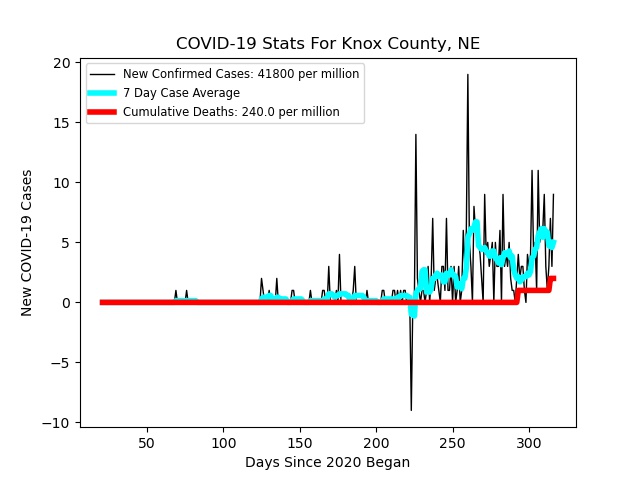 COVID-19 Stats For Knox County, NE
New Confirmed Cases: 41800 per million
7 Day Case Average
Cumulative Deaths: 240.0 per million
New COVID-19 Cases
20
15
10
5
0
−5
−10
50 100 150 200 250 300
Days Since 2020 Began